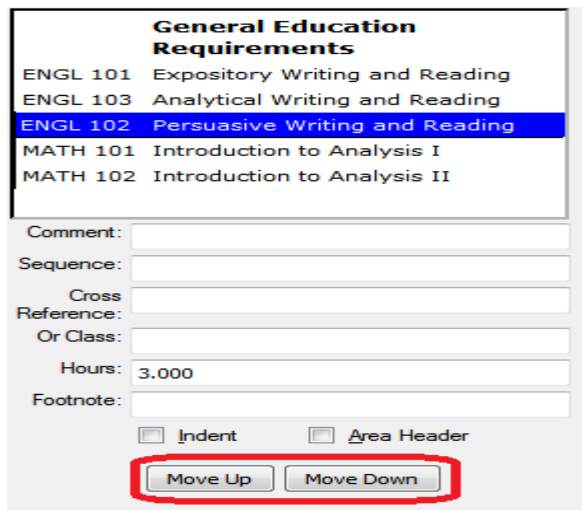 General Education
Requirements
ENGL 101 Expository Writing and Reading
ENGL 103 Analytical Writing and Reading
ENGL 102 Persuasive Writing and Reading
MATH 101 Introduction to Analysis I
MATH 102 Introduction to Analysis II
Comment:
Sequence:
Cross
Reference:
Or Class:
Hours: 3.000
Footnote:
Indent Area Header
Move Up Move Down